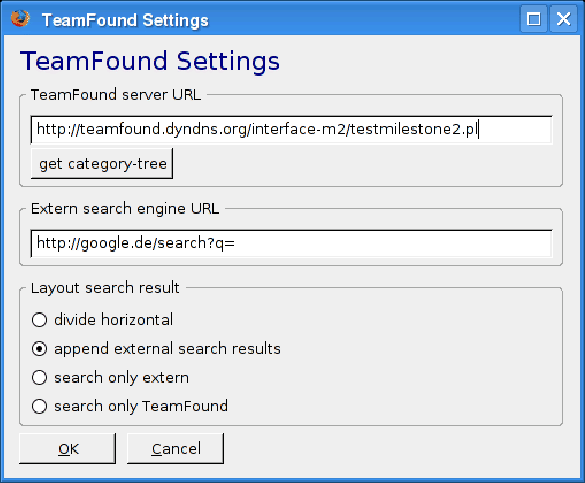 TeamFound Settings
TeamFound Settings
TeamFound server URL
http://teamfound.dyndns.org/interface-m2/testmilestone2.pl
get category-tree
Extern search engine URL
http://google.de/search?q=
Layout search result
divide horizontal
append external search results
search only extern
search only TeamFound
OK Cancel